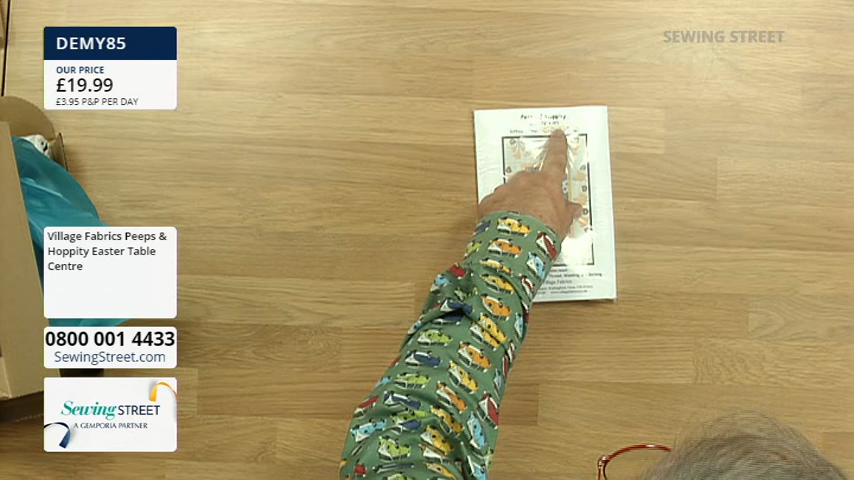 DEMY85
OUR PRICE
£19.99
£3.95 P&P PER DAY
SEWING STREET
Village Fabrics Peeps &
Hoppity Easter Table
Centre
0800 001 4433
SewingStreet.com
Sewing STREET
A GEMPORIA PARTNER